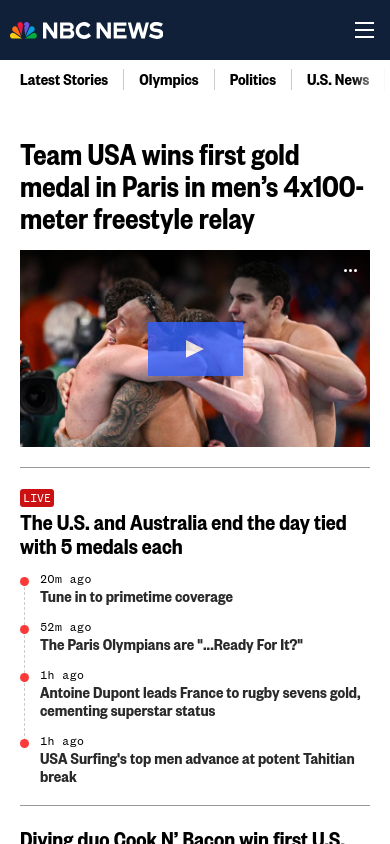 NBC NEWS
Latest Stories
Olympics
Politics
U.S. News
Team USA wins first gold
medal in Paris in men’s 4x100-
meter freestyle relay
LIVE
The U.S. and Australia end the day tied
with 5 medals each
20m ago
Tune in to primetime coverage
52m ago
The Paris Olympians are "...Ready For It?"
1h ago
Antoine Dupont leads France to rugby sevens gold,
cementing superstar status
1h ago
USA Surfing's top men advance at potent Tahitian
break
Diving duo Cook N’ Bacon win first U.S.